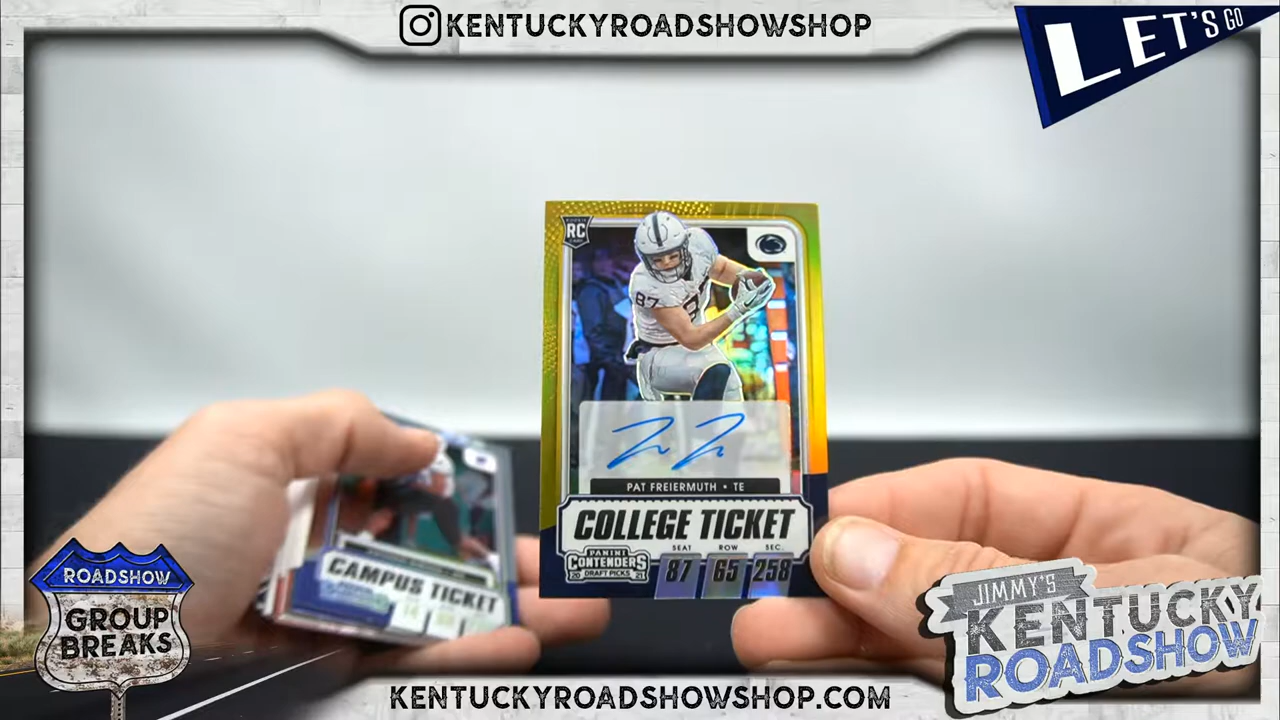 KENTUCKYROADSHOWSHOP
LET'S GO
RC
87
PAT FREIERMUTH • TE
COLLEGE TICKET
PANINI
CONTENDERS
20 DRAFT PICKS 21
SEAT ROW SEC.
87 65 258
CAMPUS TICKET
ROADSHOW
GROUP
BREAKS
JIMMY'S
KENTUCKY
ROADSHOW
KENTUCKYROADSHOWSHOP.COM